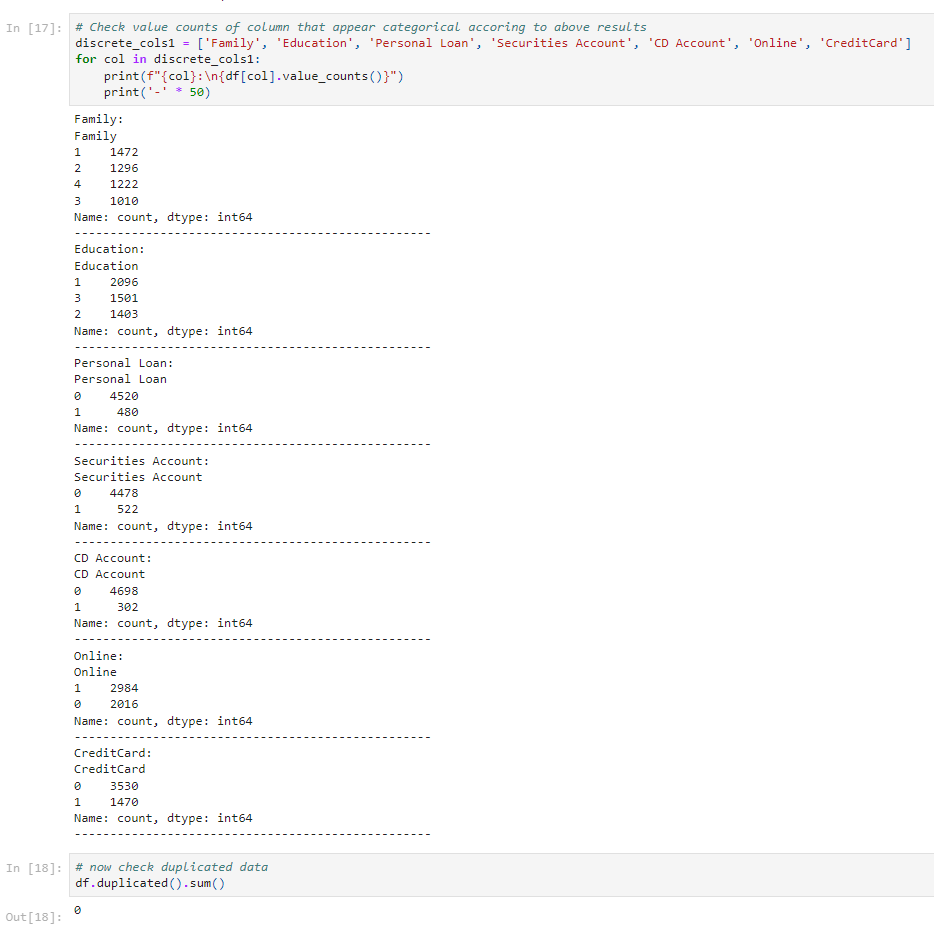 In [17]:
# Check value counts of column that appear categorical accoring to above results
discrete_cols1 = ['Family', 'Education', 'Personal Loan', 'Securities Account', 'CD Account', 'Online', 'CreditCard']
for col in discrete_cols1:
    print(f"{col}:\n{df[col].value_counts()}")
    print('-' * 50)
Family:
Family
1    1472
2    1296
4    1222
3    1010
Name: count, dtype: int64
--------------------------------------------------
Education:
Education
1    2096
3    1501
2    1403
Name: count, dtype: int64
--------------------------------------------------
Personal Loan:
Personal Loan
0    4520
1     480
Name: count, dtype: int64
--------------------------------------------------
Securities Account:
Securities Account
0    4478
1     522
Name: count, dtype: int64
--------------------------------------------------
CD Account:
CD Account
0    4698
1     302
Name: count, dtype: int64
--------------------------------------------------
Online:
Online
1    2984
0    2016
Name: count, dtype: int64
--------------------------------------------------
CreditCard:
CreditCard
0    3530
1    1470
Name: count, dtype: int64
--------------------------------------------------
In [18]:
# now check duplicated data
df.duplicated().sum()
Out[18]:
0